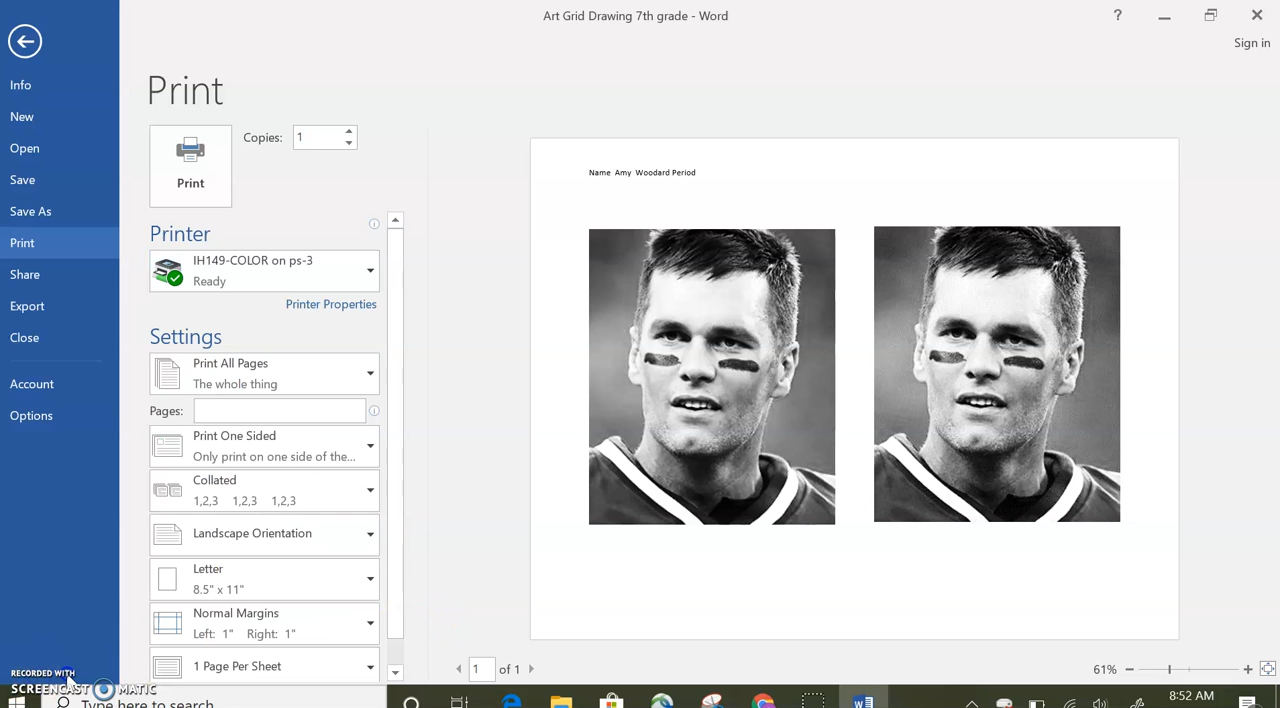 Art Grid Drawing 7th grade - Word
?
Sign in
Info
New
Open
Save
Save As
Print
Share
Export
Close
Account
Options
Print
Print
Copies: 1
Printer
IH149-COLOR on ps-3
Ready
Printer Properties
Settings
Print All Pages
The whole thing
Pages:
Print One Sided
Only print on one side of the...
Collated
1,2,3 1,2,3 1,2,3
Landscape Orientation
Letter
8.5" x 11"
Normal Margins
Left: 1" Right: 1"
1 Page Per Sheet
Name Amy Woodard Period
1 of 1
61%
RECORDED WITH
SCREENCAST MATIC
Type here to search
8:52 AM